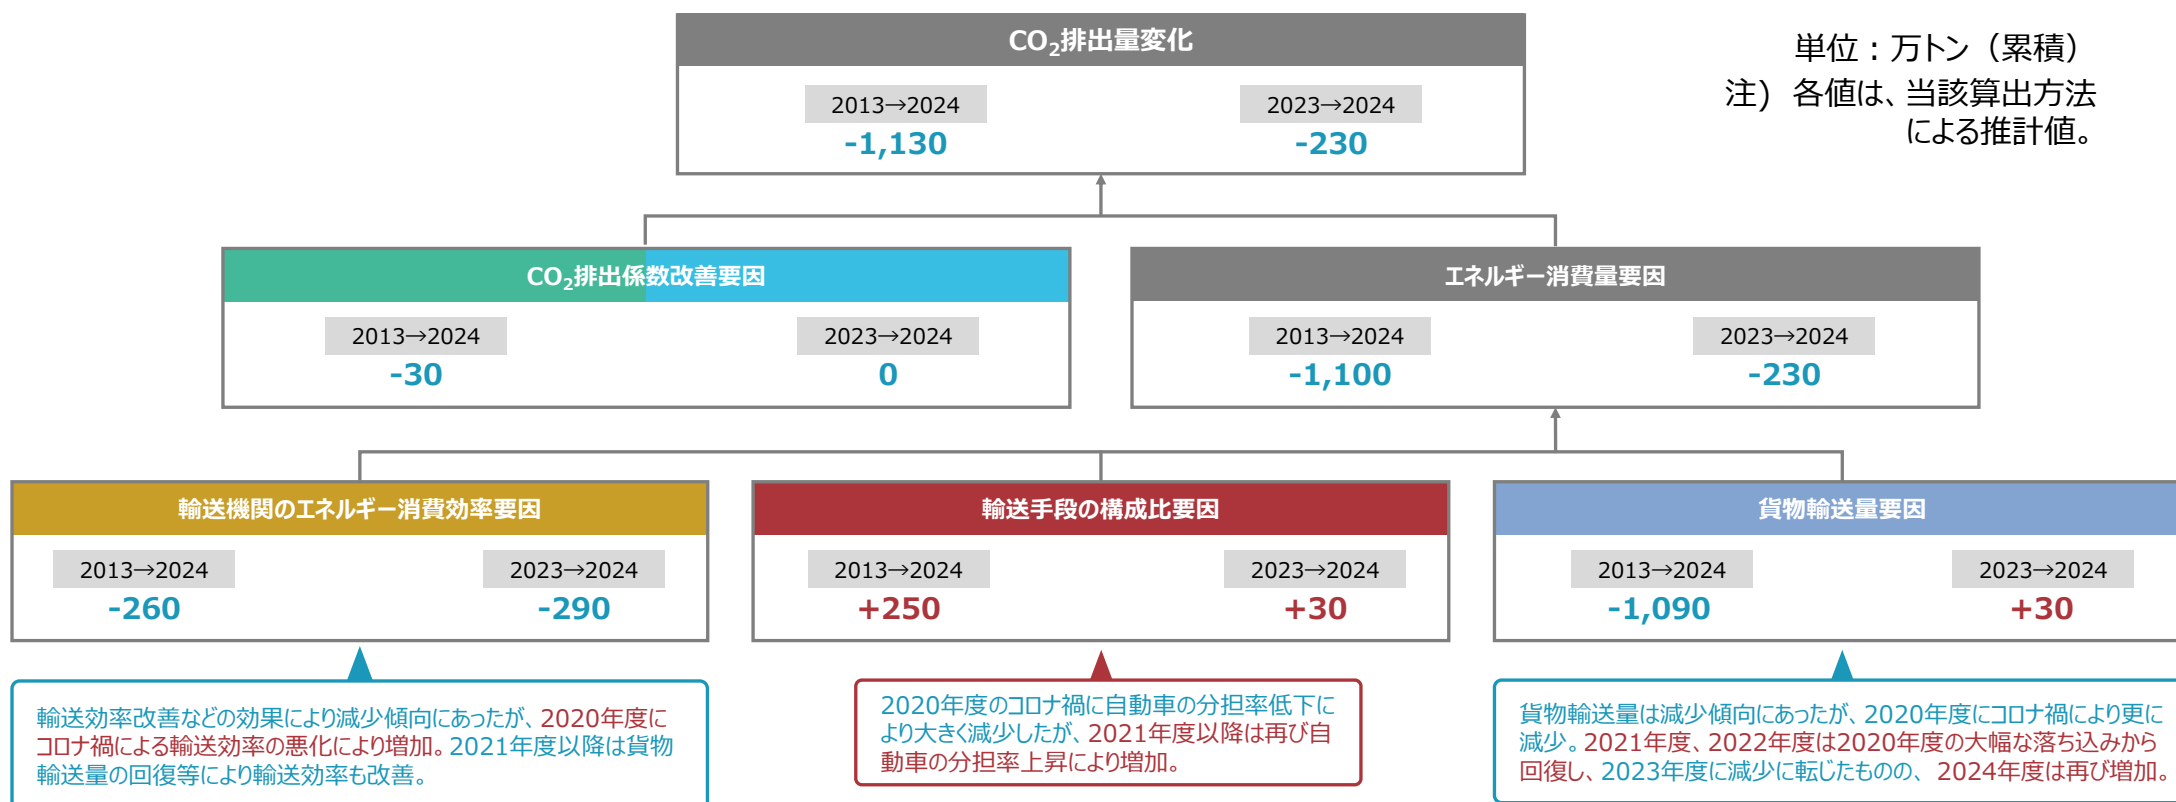 CO₂排出量変化
2013→2024
2023→2024
-1,130
-230
単位：万トン（累積）
注）各値は、当該算出方法
による推計値。
CO₂排出係数改善要因
2013→2024
2023→2024
-30
0
エネルギー消費量要因
2013→2024
2023→2024
-1,100
-230
輸送機関のエネルギー消費効率要因
2013→2024
2023→2024
-260
-290
輸送手段の構成比要因
2013→2024
2023→2024
+250
+30
貨物輸送量要因
2013→2024
2023→2024
-1,090
+30
輸送効率改善などの効果により減少傾向にあったが、2020年度に
コロナ禍による輸送効率の悪化により増加。2021年度以降は貨物
輸送量の回復等により輸送効率も改善。
2020年度のコロナ禍に自動車の分担率低下に
より大きく減少したが、2021年度以降は再び自
動車の分担率上昇により増加。
貨物輸送量は減少傾向にあったが、2020年度にコロナ禍により更に
減少。2021年度、2022年度は2020年度の大幅な落ち込みから
回復し、2023年度に減少に転じたものの、2024年度は再び増加。